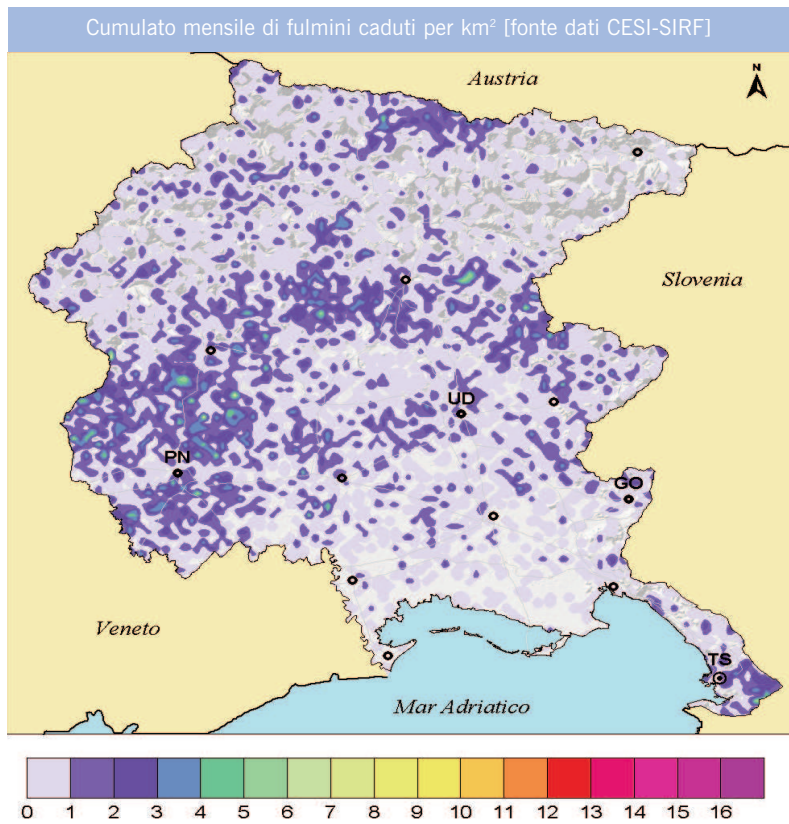 Cumulato mensile di fulmini caduti per km² [fonte dati CESI-SIRF]
Austria
N
Slovenia
UD
PN
GO
Veneto
TS
Mar Adriatico
0 1 2 3 4 5 6 7 8 9 10 11 12 13 14 15 16